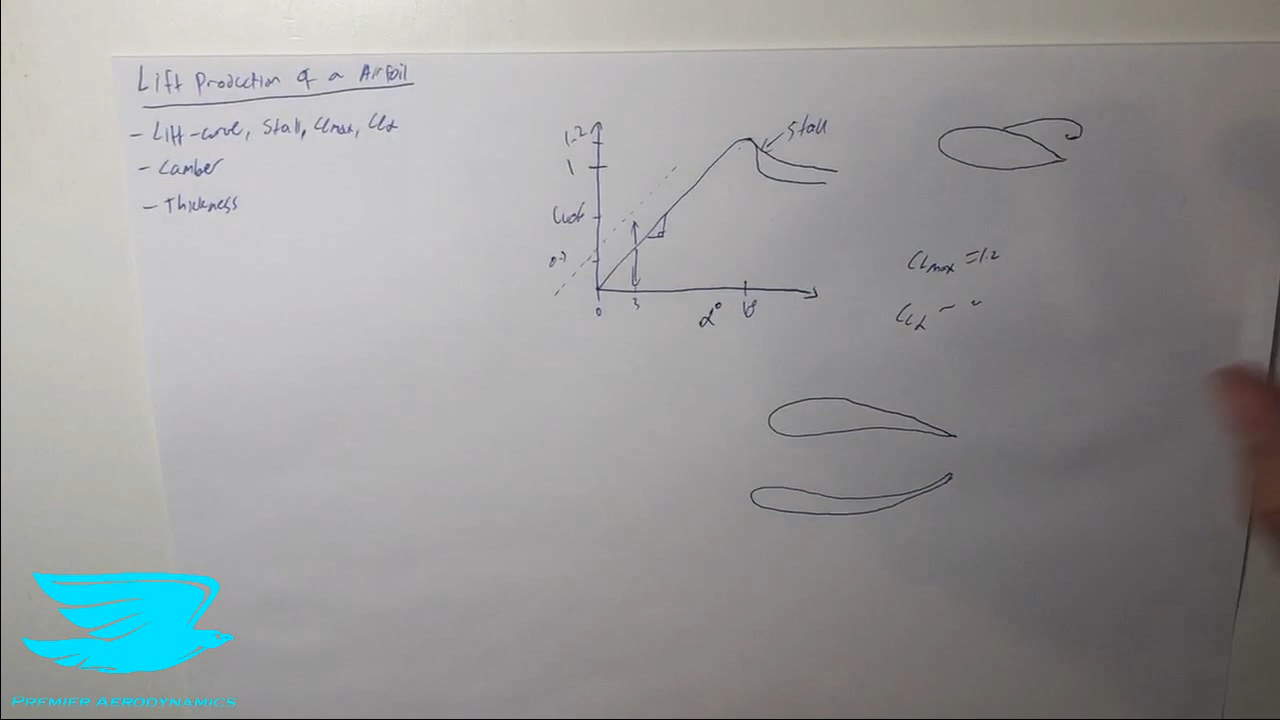 Lift Production of a Airfoil
- Lift-curve, Stall, Clmax, Clα
- Camber
- Thickness
1.2
Stall
1
0
3
α°
Clmax = 1.2
Clα ~
PREMIER AERODYNAMICS